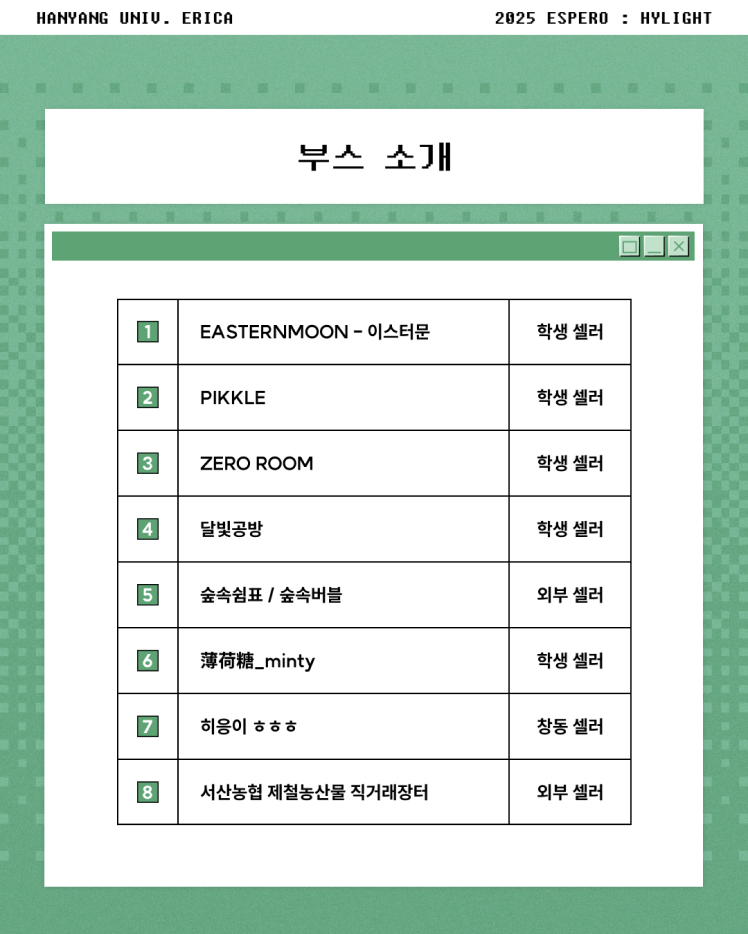 HANYANG UNIV. ERICA
2025 ESPERO : HYLIGHT
부스 소개
1 EASTERNMOON - 이스터문 학생 셀러
2 PIKKLE 학생 셀러
3 ZERO ROOM 학생 셀러
4 달빛공방 학생 셀러
5 숲속쉼표 / 숲속버블 외부 셀러
6 薄荷糖_minty 학생 셀러
7 히응이 ㅎㅎㅎ 창동 셀러
8 서산농협 제철농산물 직거래장터 외부 셀러